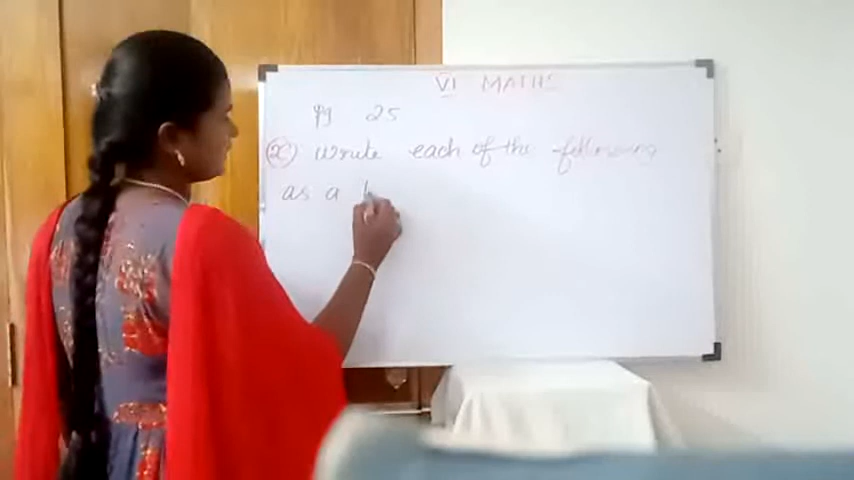 VI MATHS
Pg 25
2) Write each of the following
as a